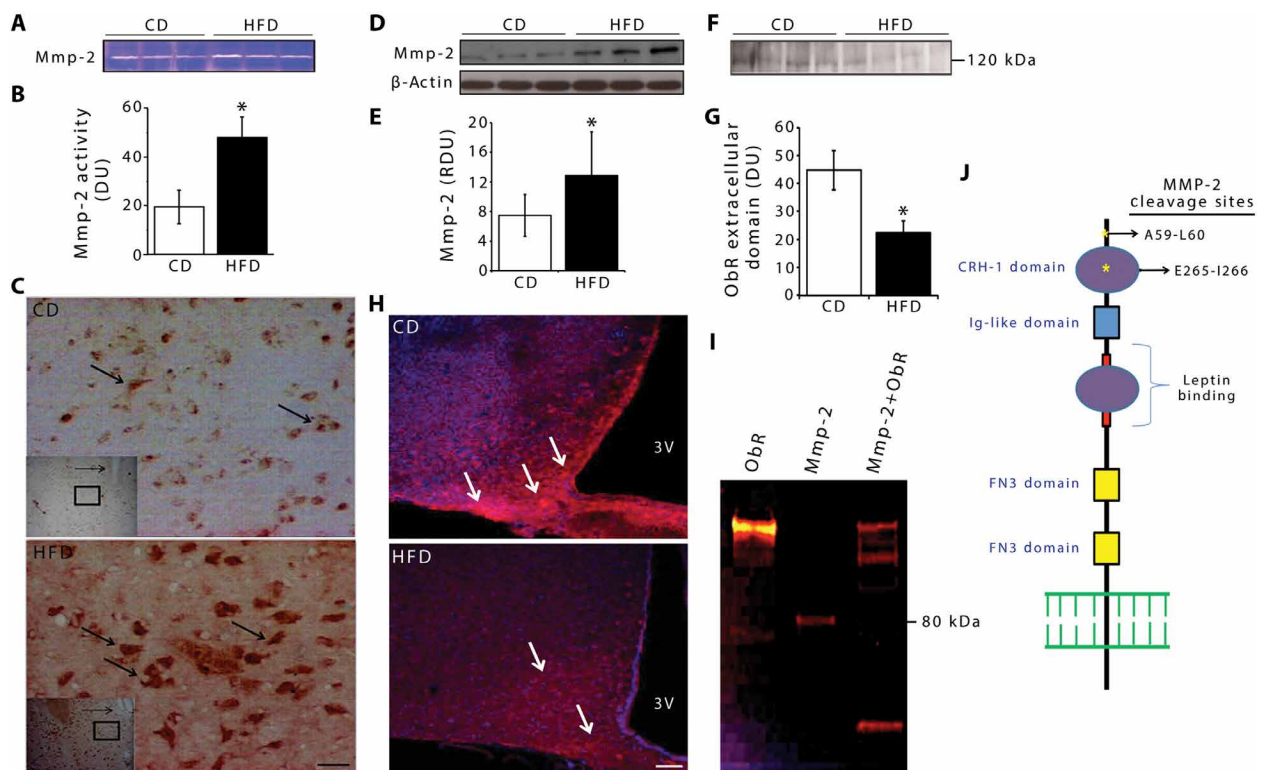 A
CD HFD
Mmp-2
B
Mmp-2 activity
(DU)
60
40
20
0
*
CD HFD
C
CD
HFD
D
CD HFD
Mmp-2
β-Actin
E
Mmp-2 (RDU)
20
16
12
8
4
0
*
CD HFD
F
CD HFD
120 kDa
G
ObR extracellular
domain (DU)
60
50
40
30
20
10
0
*
CD HFD
H
CD
3V
HFD
3V
I
ObR
Mmp-2
Mmp-2+ObR
80 kDa
J
MMP-2
cleavage sites
* A59-L60
CRH-1 domain * E265-I266
Ig-like domain
Leptin
binding
FN3 domain
FN3 domain